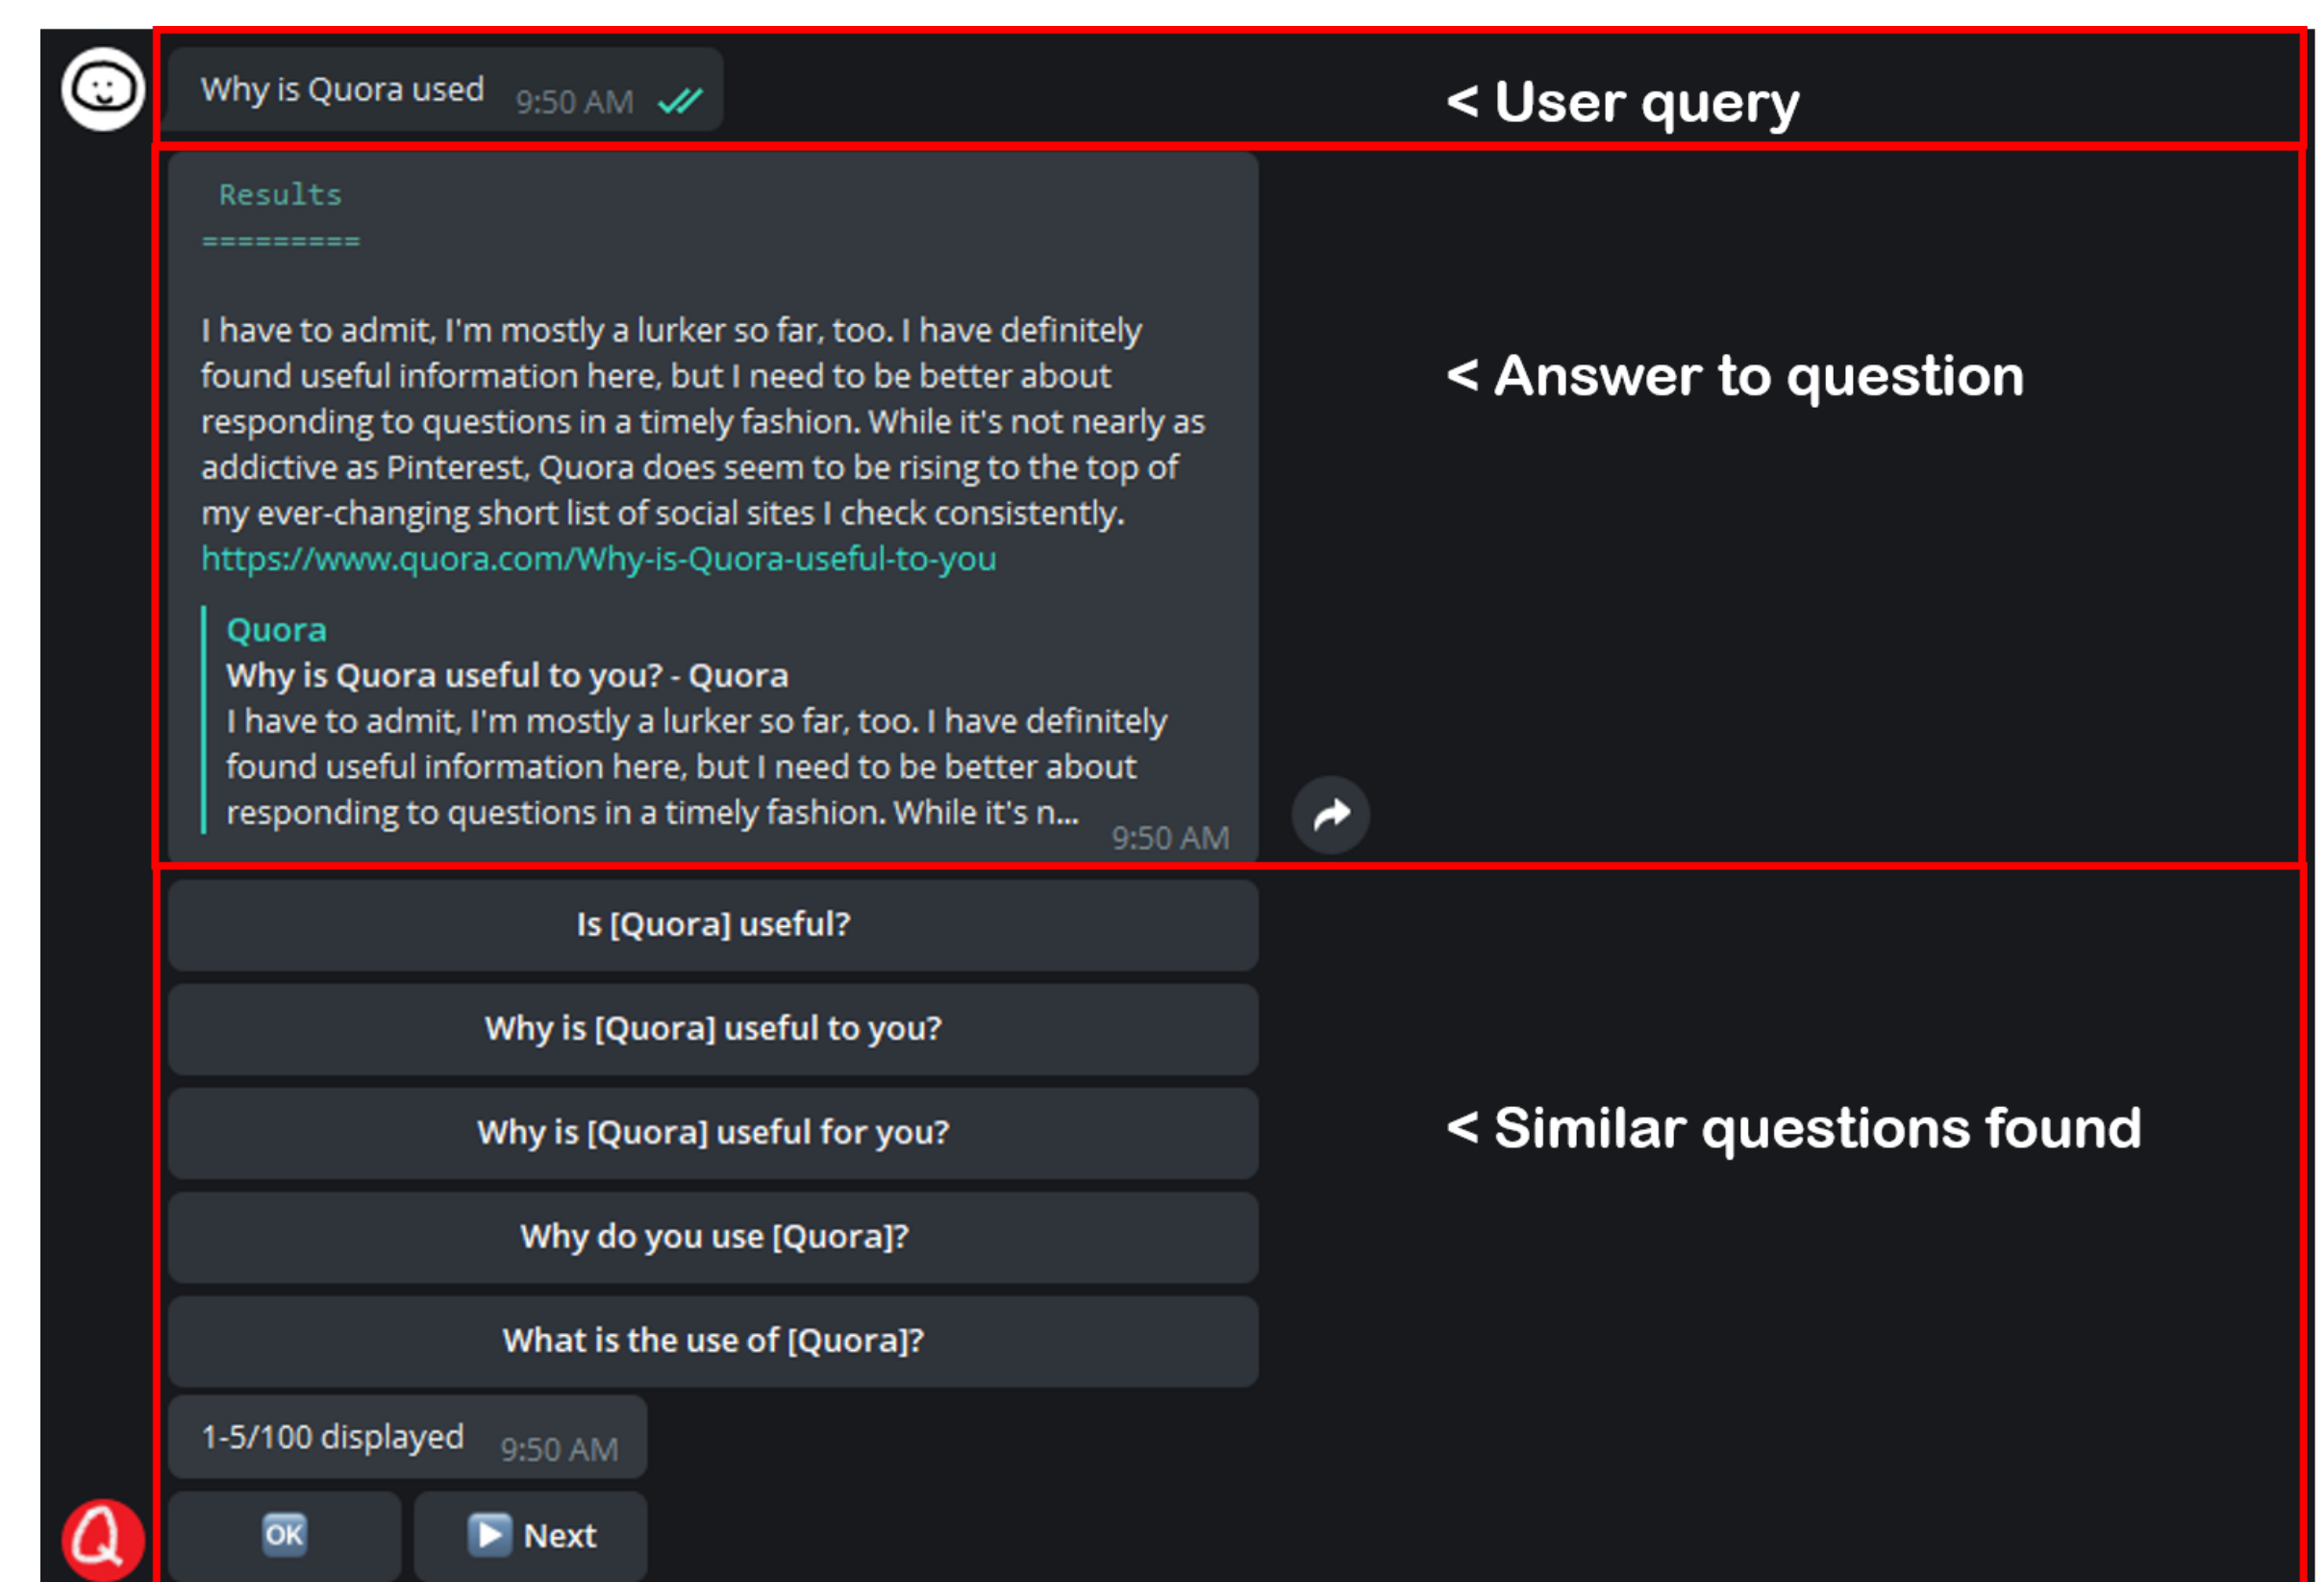 Why is Quora used 9:50 AM
< User query
Results
=========
I have to admit, I'm mostly a lurker so far, too. I have definitely
found useful information here, but I need to be better about
responding to questions in a timely fashion. While it's not nearly as
addictive as Pinterest, Quora does seem to be rising to the top of
my ever-changing short list of social sites I check consistently.
https://www.quora.com/Why-is-Quora-useful-to-you
< Answer to question
Quora
Why is Quora useful to you? - Quora
I have to admit, I'm mostly a lurker so far, too. I have definitely
found useful information here, but I need to be better about
responding to questions in a timely fashion. While it's n...
9:50 AM
Is [Quora] useful?
Why is [Quora] useful to you?
Why is [Quora] useful for you?
< Similar questions found
Why do you use [Quora]?
What is the use of [Quora]?
1-5/100 displayed 9:50 AM
Q
OK
Next